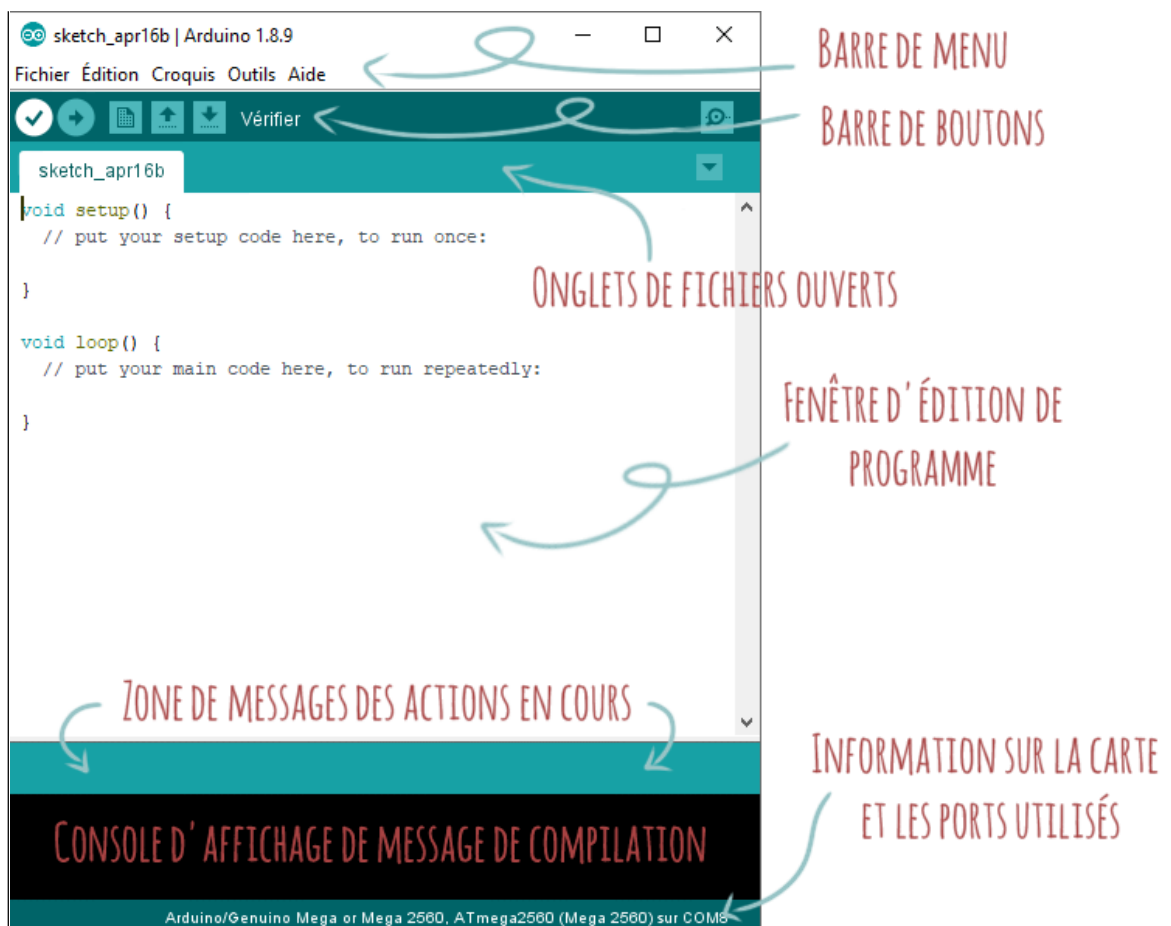 sketch_apr16b | Arduino 1.8.9
BARRE DE MENU
Fichier Édition Croquis Outils Aide
Vérifier
BARRE DE BOUTONS
sketch_apr16b
void setup() {
// put your setup code here, to run once:
}
ONGLETS DE FICHIERS OUVERTS
void loop() {
// put your main code here, to run repeatedly:
}
FENÊTRE D'ÉDITION DE
PROGRAMME
ZONE DE MESSAGES DES ACTIONS EN COURS
INFORMATION SUR LA CARTE
ET LES PORTS UTILISÉS
CONSOLE D'AFFICHAGE DE MESSAGE DE COMPILATION
Arduino/Genuino Mega or Mega 2560, ATmega2560 (Mega 2560) sur COM8